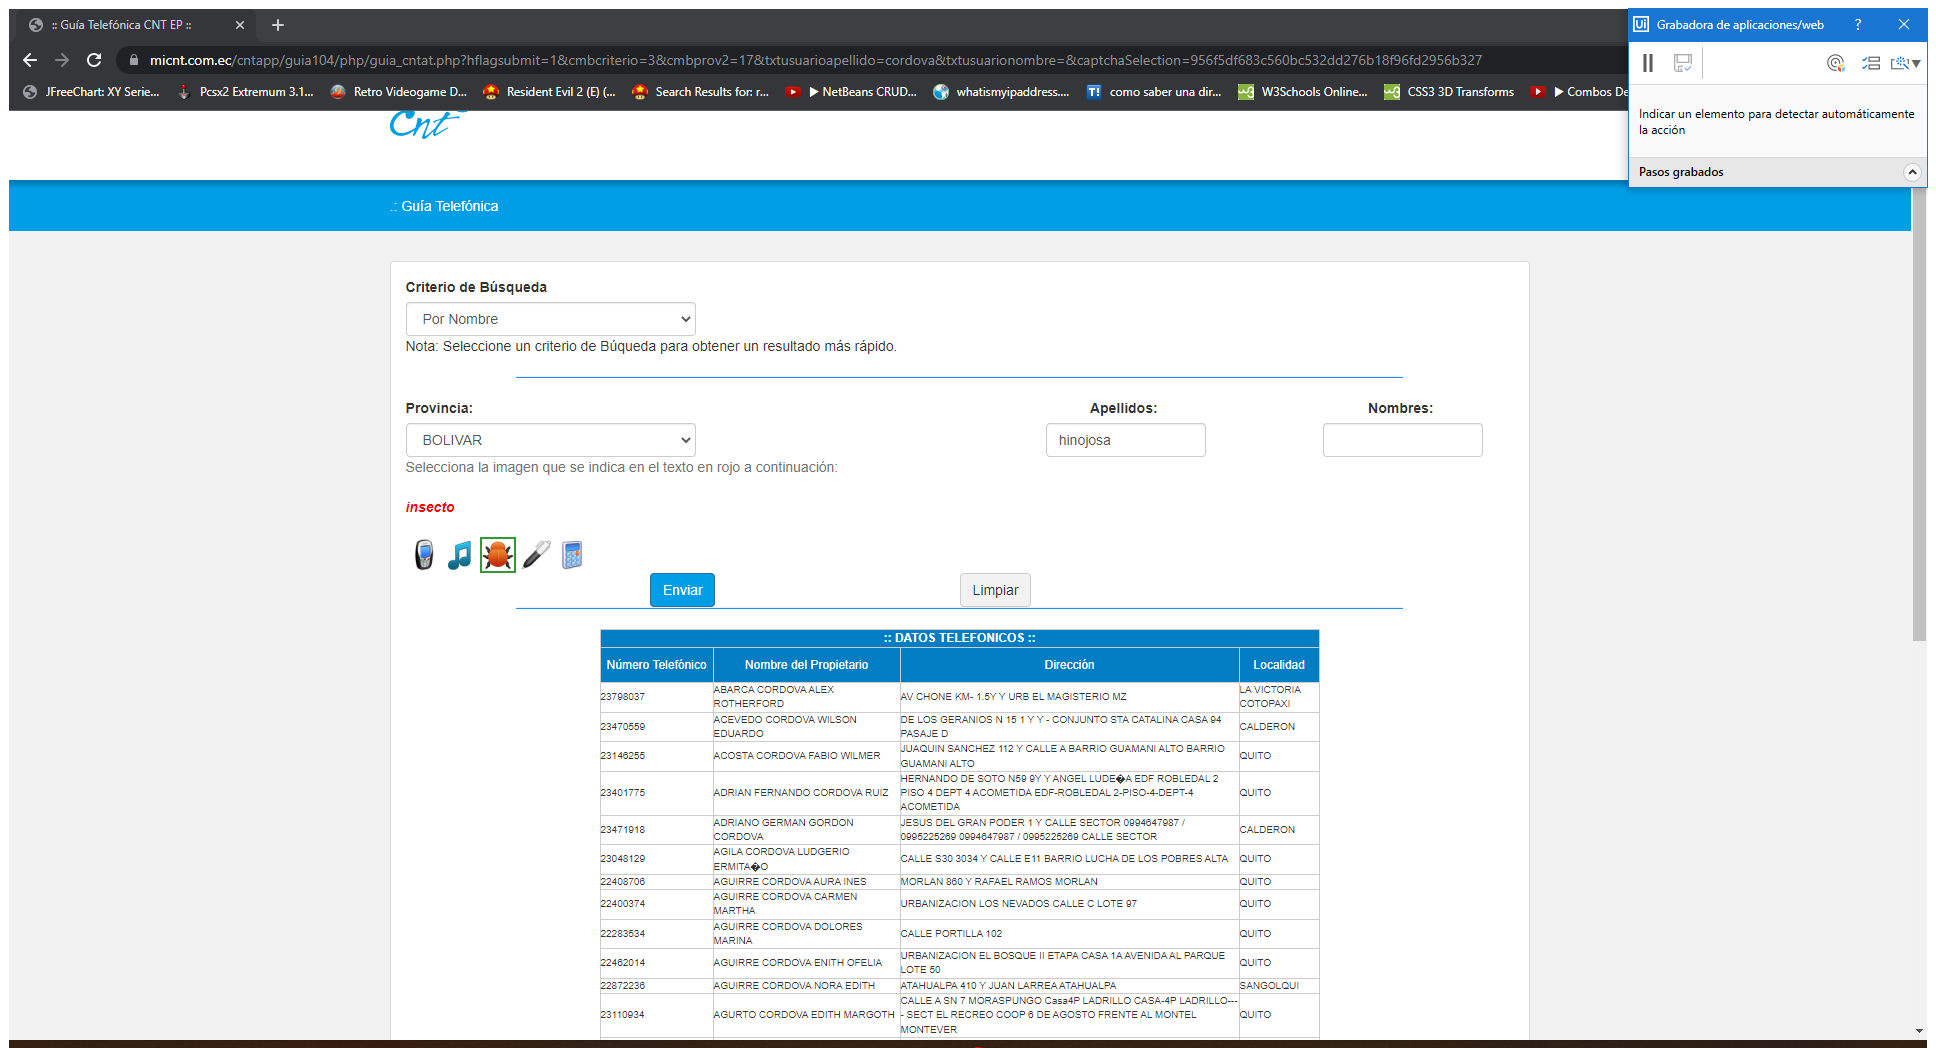 :: Guía Telefónica CNT EP ::
Grabadora de aplicaciones/web ?
micnt.com.ec/cntapp/guia104/php/guia_cntat.php?hflagsubmit=1&cmbcriterio=3&cmbprov2=17&txtusuarioapellido=cordova&txtusuarionombre=&captchaSelection=956f5df683c560bc532dd276b18f96fd2956b327
JFreeChart: XY Serie... Pcsx2 Extremum 3.1... Retro Videogame D... Resident Evil 2 (E) (... Search Results for: r... ▶ NetBeans CRUD... whatismyipaddress.... T! como saber una dir... W3Schools Online... CSS3 3D Transforms ▶ Combos De
Indicar un elemento para detectar automáticamente
la acción
Pasos grabados
Cnt
.: Guía Telefónica
Criterio de Búsqueda
Por Nombre
Nota: Seleccione un criterio de Búqueda para obtener un resultado más rápido.
Provincia: Apellidos: Nombres:
BOLIVAR hinojosa
Selecciona la imagen que se indica en el texto en rojo a continuación:
insecto
Enviar Limpiar
:: DATOS TELEFONICOS ::
Número Telefónico Nombre del Propietario Dirección Localidad
23798037 ABARCA CORDOVA ALEX ROTHERFORD AV CHONE KM- 1.5Y Y URB EL MAGISTERIO MZ LA VICTORIA COTOPAXI
23470559 ACEVEDO CORDOVA WILSON EDUARDO DE LOS GERANIOS N 15 1 Y Y - CONJUNTO STA CATALINA CASA 94 PASAJE D CALDERON
23146255 ACOSTA CORDOVA FABIO WILMER JUAQUIN SANCHEZ 112 Y CALLE A BARRIO GUAMANI ALTO BARRIO GUAMANI ALTO QUITO
23401775 ADRIAN FERNANDO CORDOVA RUIZ HERNANDO DE SOTO N59 9Y Y ANGEL LUDE�A EDF ROBLEDAL 2 PISO 4 DEPT 4 ACOMETIDA EDF-ROBLEDAL 2-PISO-4-DEPT-4 ACOMETIDA QUITO
23471918 ADRIANO GERMAN GORDON CORDOVA JESUS DEL GRAN PODER 1 Y CALLE SECTOR 0994647987 / 0995225269 0994647987 / 0995225269 CALLE SECTOR CALDERON
23048129 AGILA CORDOVA LUDGERIO ERMITA�O CALLE S30 3034 Y CALLE E11 BARRIO LUCHA DE LOS POBRES ALTA QUITO
22408706 AGUIRRE CORDOVA AURA INES MORLAN 860 Y RAFAEL RAMOS MORLAN QUITO
22400374 AGUIRRE CORDOVA CARMEN MARTHA URBANIZACION LOS NEVADOS CALLE C LOTE 97 QUITO
22283534 AGUIRRE CORDOVA DOLORES MARINA CALLE PORTILLA 102 QUITO
22462014 AGUIRRE CORDOVA ENITH OFELIA URBANIZACION EL BOSQUE II ETAPA CASA 1A AVENIDA AL PARQUE LOTE 50 QUITO
22872236 AGUIRRE CORDOVA NORA EDITH ATAHUALPA 410 Y JUAN LARREA ATAHUALPA SANGOLQUI
23110934 AGURTO CORDOVA EDITH MARGOTH CALLE A SN 7 MORASPUNGO Casa4P LADRILLO CASA-4P LADRILLO---- SECT EL RECREO COOP 6 DE AGOSTO FRENTE AL MONTEL MONTEVER QUITO